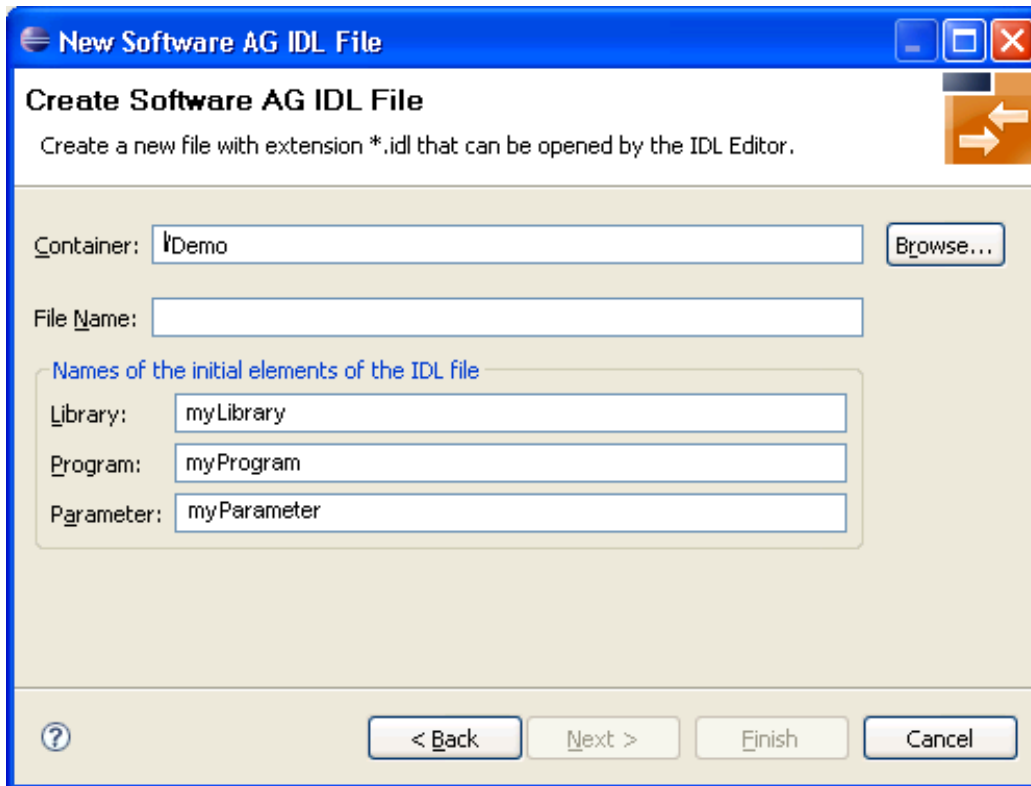 New Software AG IDL File
Create Software AG IDL File
Create a new file with extension *.idl that can be opened by the IDL Editor.
Container: /Demo Browse...
File Name:
Names of the initial elements of the IDL file
Library: myLibrary
Program: myProgram
Parameter: myParameter
? < Back Next > Finish Cancel